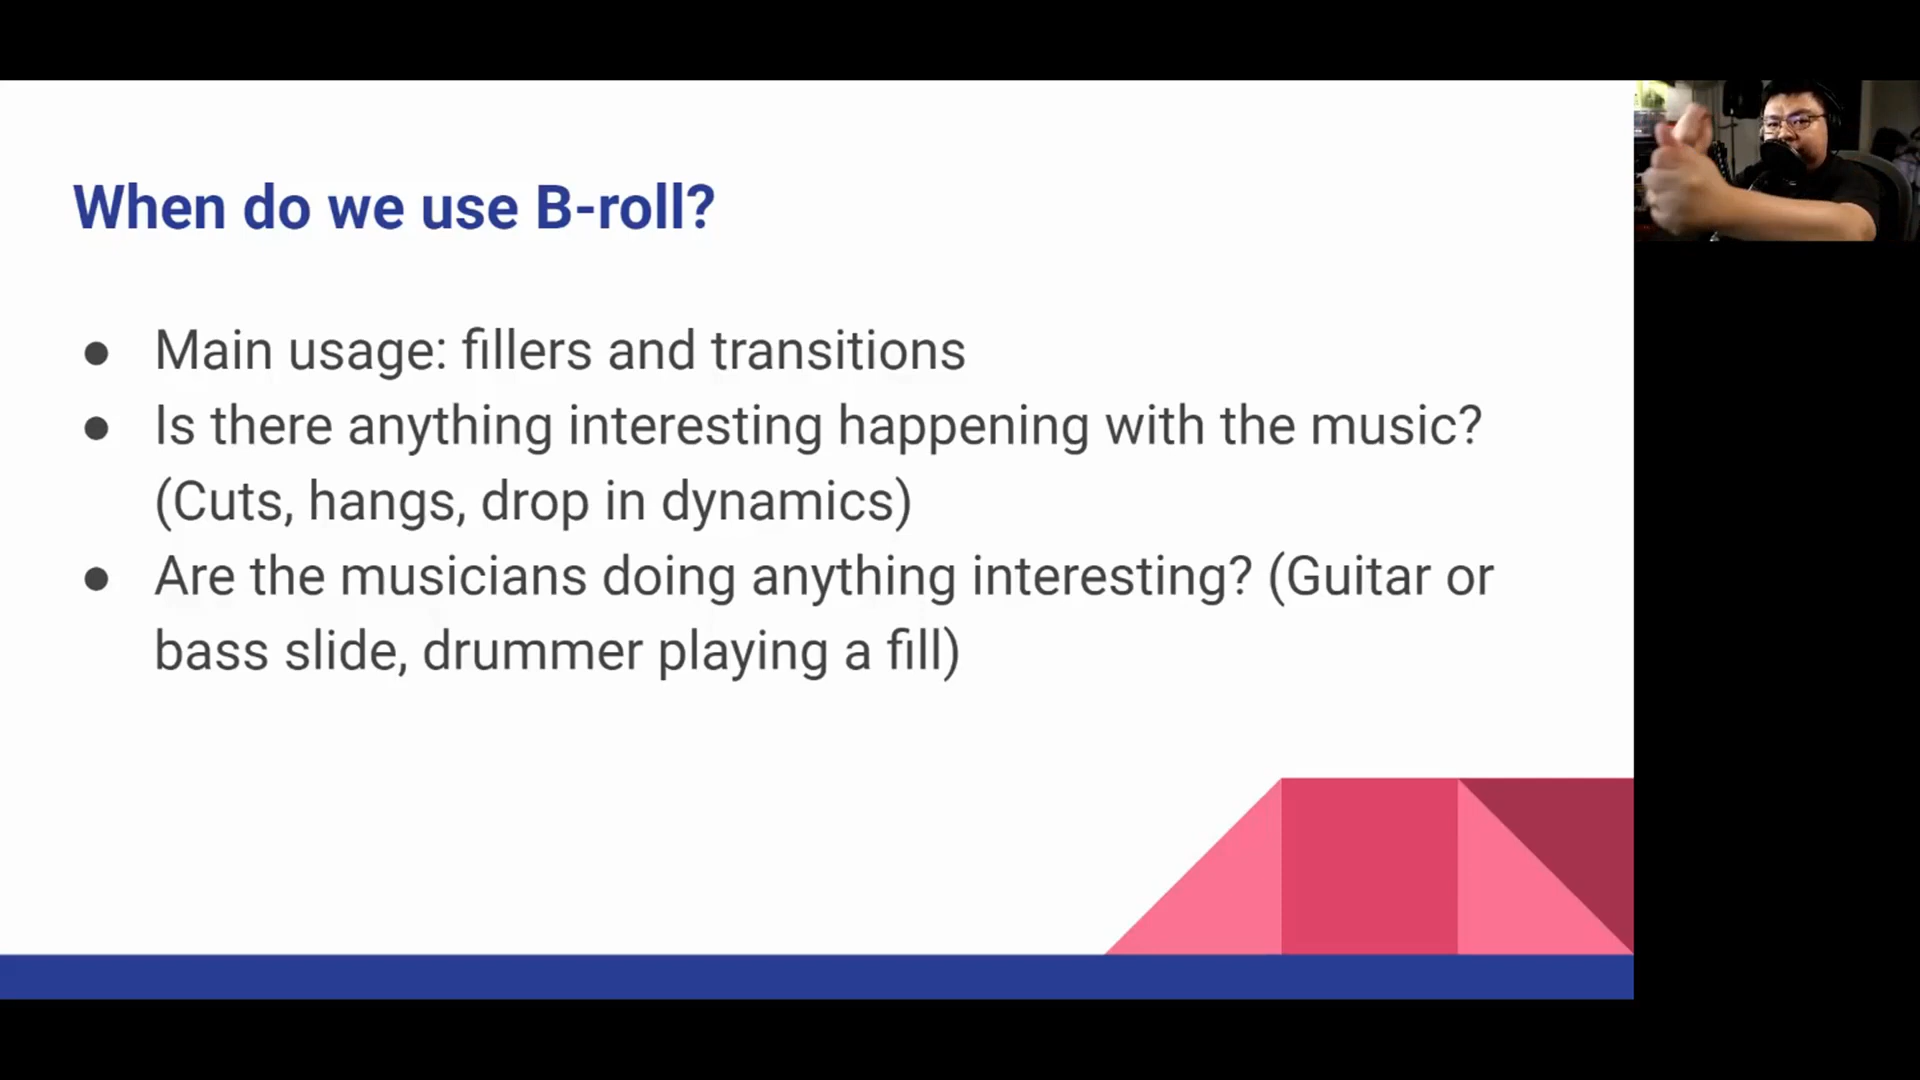 When do we use B-roll?
● Main usage: fillers and transitions
● Is there anything interesting happening with the music?
(Cuts, hangs, drop in dynamics)
● Are the musicians doing anything interesting? (Guitar or
bass slide, drummer playing a fill)